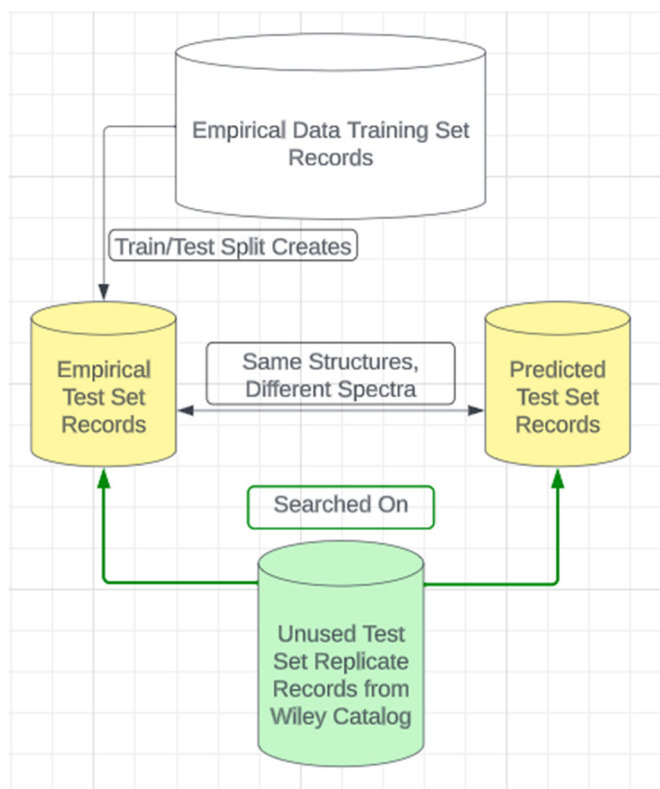 Empirical Data Training Set
Records
Train/Test Split Creates
Empirical
Test Set
Records
Same Structures,
Different Spectra
Predicted
Test Set
Records
Searched On
Unused Test
Set Replicate
Records from
Wiley Catalog